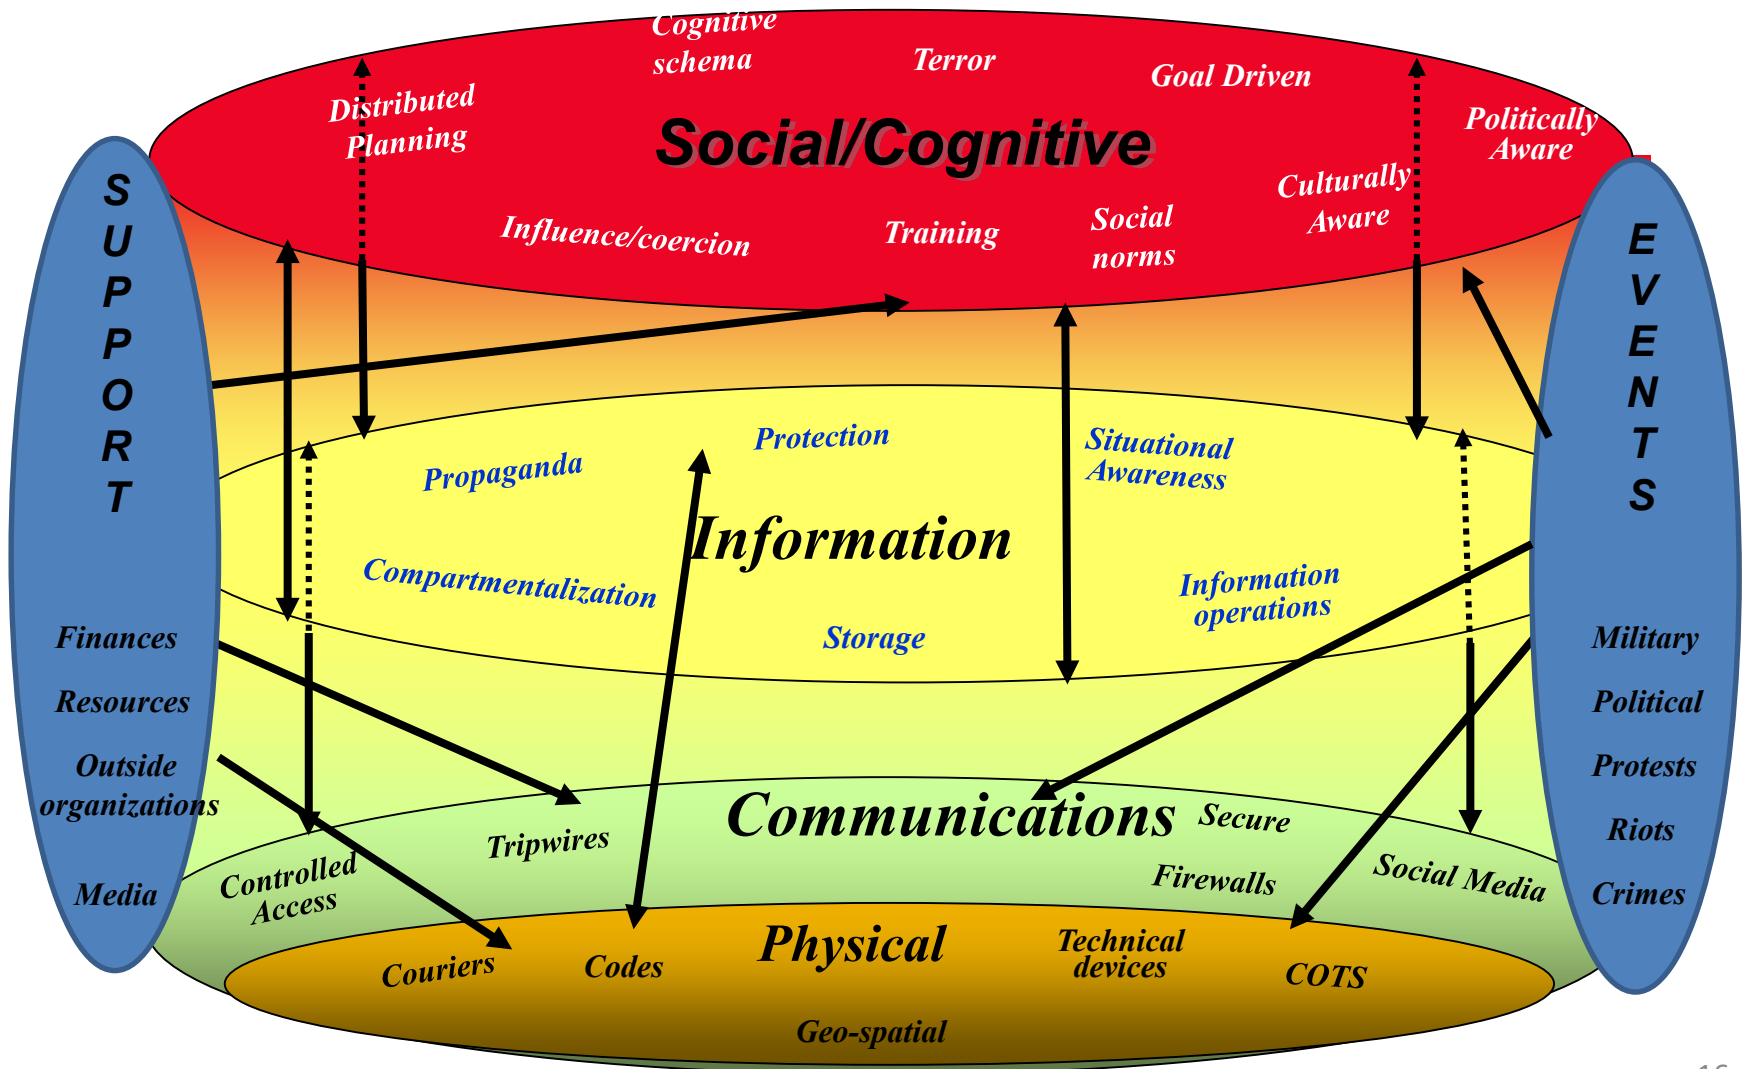 Cognitive
schema
Terror
Goal Driven
Distributed
Planning
Social/Cognitive
Politically
Aware
Culturally
Aware
Influence/coercion
Training
Social
norms
S
U
P
P
O
R
T
Finances
Resources
Outside
organizations
Media
E
V
E
N
T
S
Military
Political
Protests
Riots
Crimes
Propaganda
Protection
Situational
Awareness
Information
Compartmentalization
Storage
Information
operations
Communications
Secure
Tripwires
Controlled
Access
Firewalls
Social Media
Physical
Couriers
Codes
Technical
devices
COTS
Geo-spatial